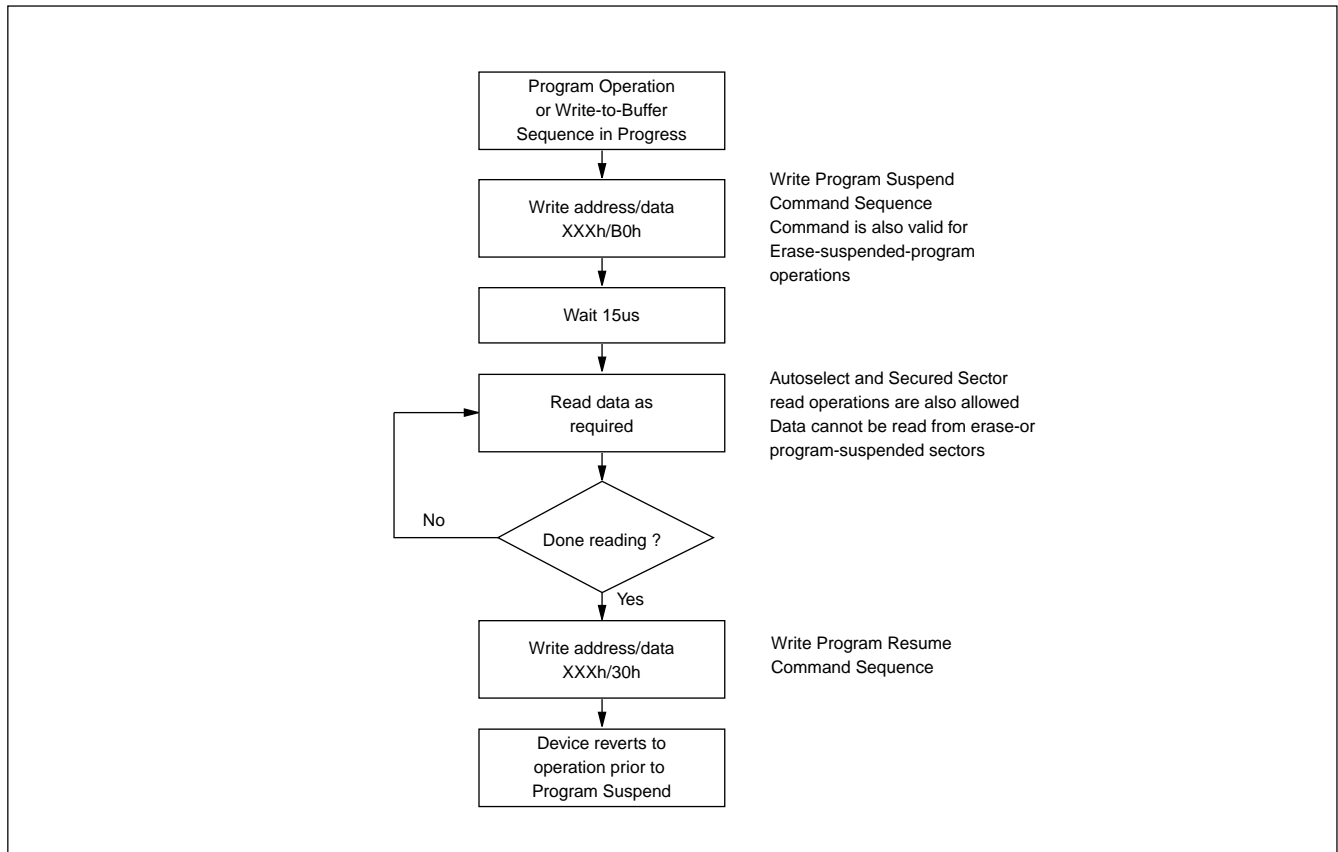 Program Operation
or Write-to-Buffer
Sequence in Progress
Write address/data
XXXh/B0h
Write Program Suspend
Command Sequence
Command is also valid for
Erase-suspended-program
operations
Wait 15us
Read data as
required
Autoselect and Secured Sector
read operations are also allowed
Data cannot be read from erase-or
program-suspended sectors
No
Done reading ?
Yes
Write address/data
XXXh/30h
Write Program Resume
Command Sequence
Device reverts to
operation prior to
Program Suspend